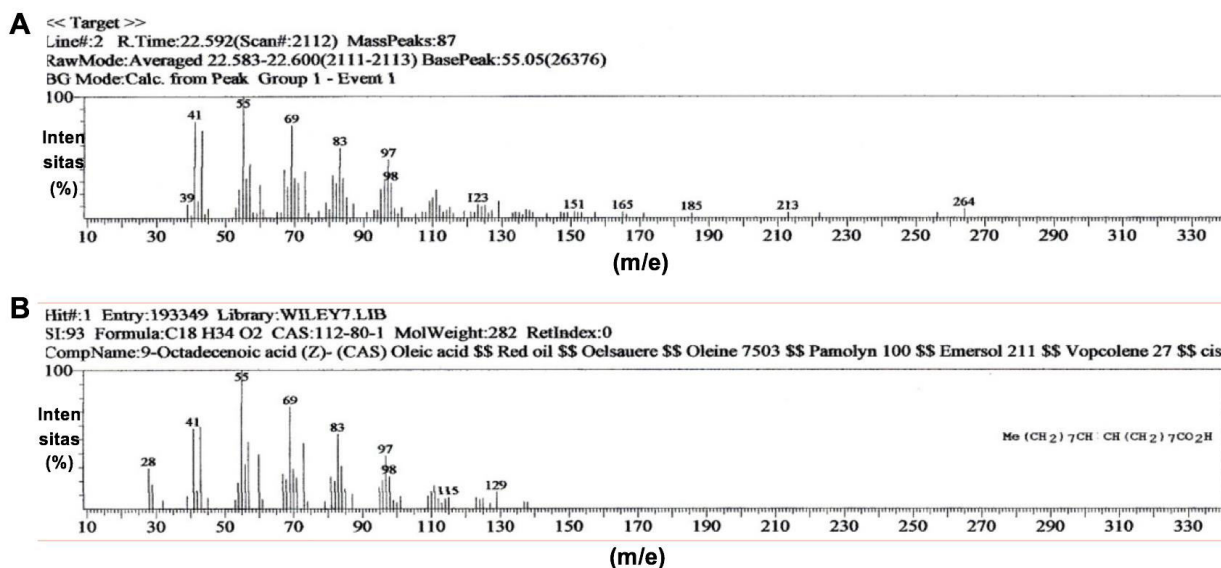 A
<< Target >>
Line#:2 R.Time:22.592(Scan#:2112) MassPeaks:87
RawMode:Averaged 22.583-22.600(2111-2113) BasePeak:55.05(26376)
BG Mode:Calc. from Peak Group 1 - Event 1
100
Inten
sitas
(%)
39 41 55 69 83 97 98 123 151 165 185 213 264
10 30 50 70 90 110 130 150 170 190 210 230 250 270 290 310 330
(m/e)
B
Hit#:1 Entry:193349 Library:WILEY7.LIB
SI:93 Formula:C18 H34 O2 CAS:112-80-1 MolWeight:282 RetIndex:0
CompName:9-Octadecenoic acid (Z)- (CAS) Oleic acid $$ Red oil $$ Oelsauere $$ Oleine 7503 $$ Pamolyn 100 $$ Emersol 211 $$ Vopcolene 27 $$ cis
100
Inten
sitas
(%)
28 41 55 69 83 97 98 115 129
Me(CH2)7CH:CH(CH2)7CO2H
10 30 50 70 90 110 130 150 170 190 210 230 250 270 290 310 330
(m/e)